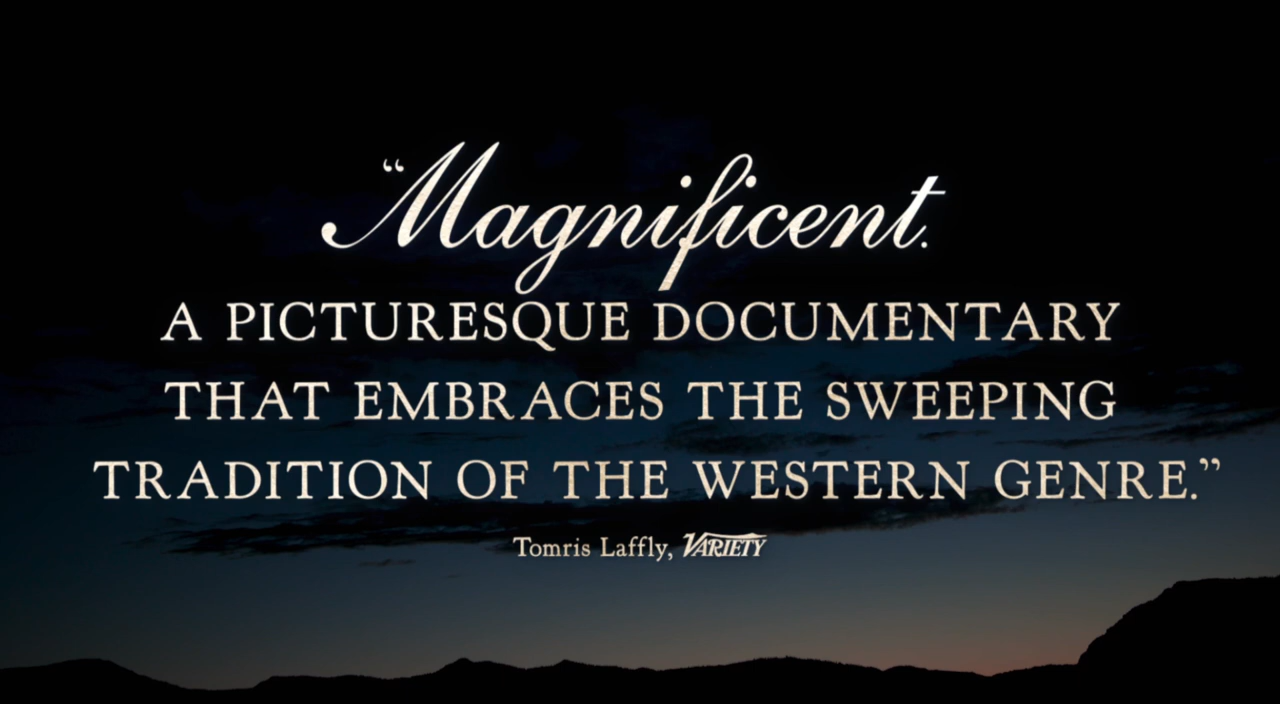 “Magnificent.
A PICTURESQUE DOCUMENTARY
THAT EMBRACES THE SWEEPING
TRADITION OF THE WESTERN GENRE.”
Tomris Laffly, VARIETY